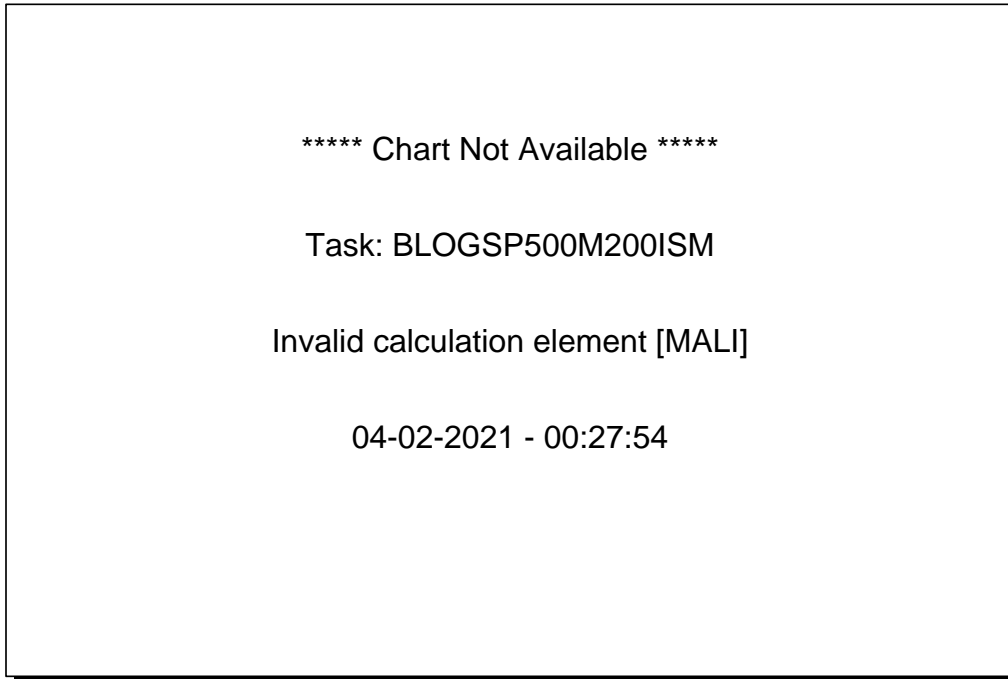 ***** Chart Not Available *****
Task: BLOGSP500M200ISM
Invalid calculation element [MALI]
04-02-2021 - 00:27:54